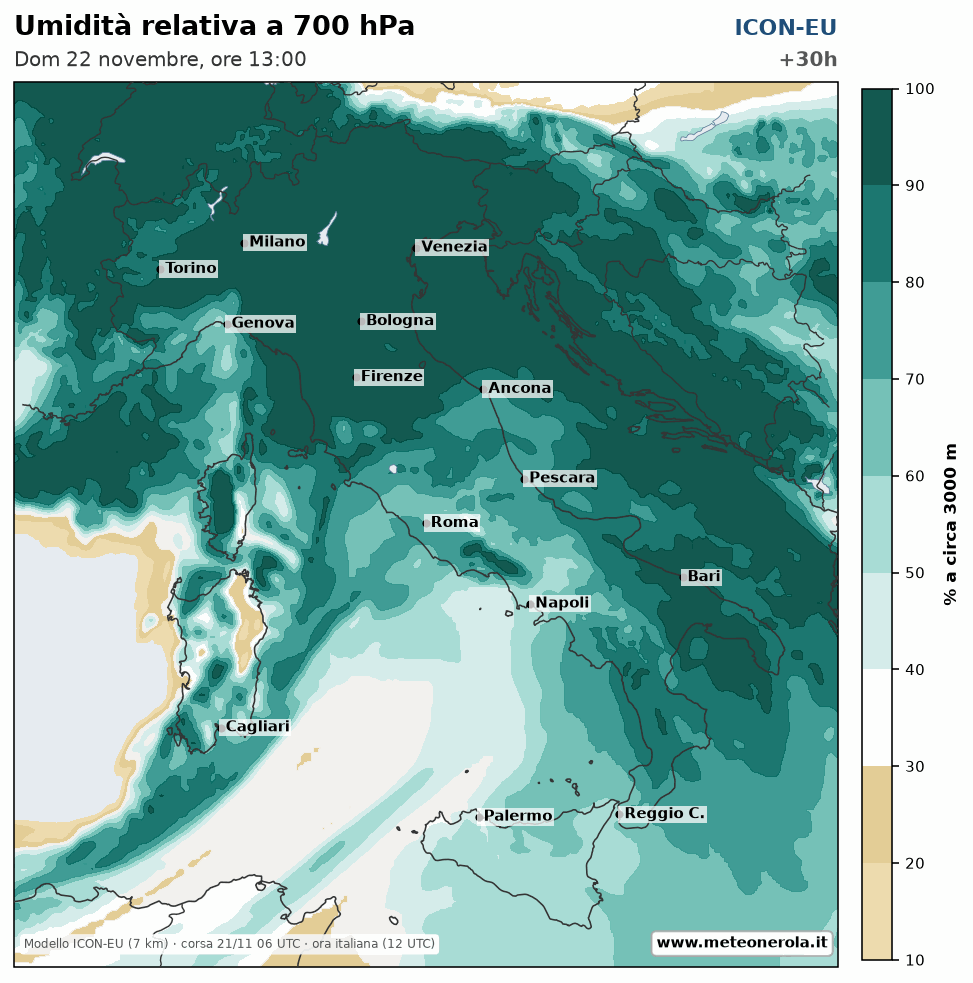 Umidità relativa a 700 hPa
ICON-EU
Dom 22 novembre, ore 13:00
+30h
100
90
80
70
60
50
40
30
20
10
% a circa 3000 m
Milano
Venezia
Torino
Genova
Bologna
Firenze
Ancona
Pescara
Roma
Bari
Napoli
Cagliari
Palermo
Reggio C.
Modello ICON-EU (7 km) · corsa 21/11 06 UTC · ora italiana (12 UTC)
www.meteonerola.it